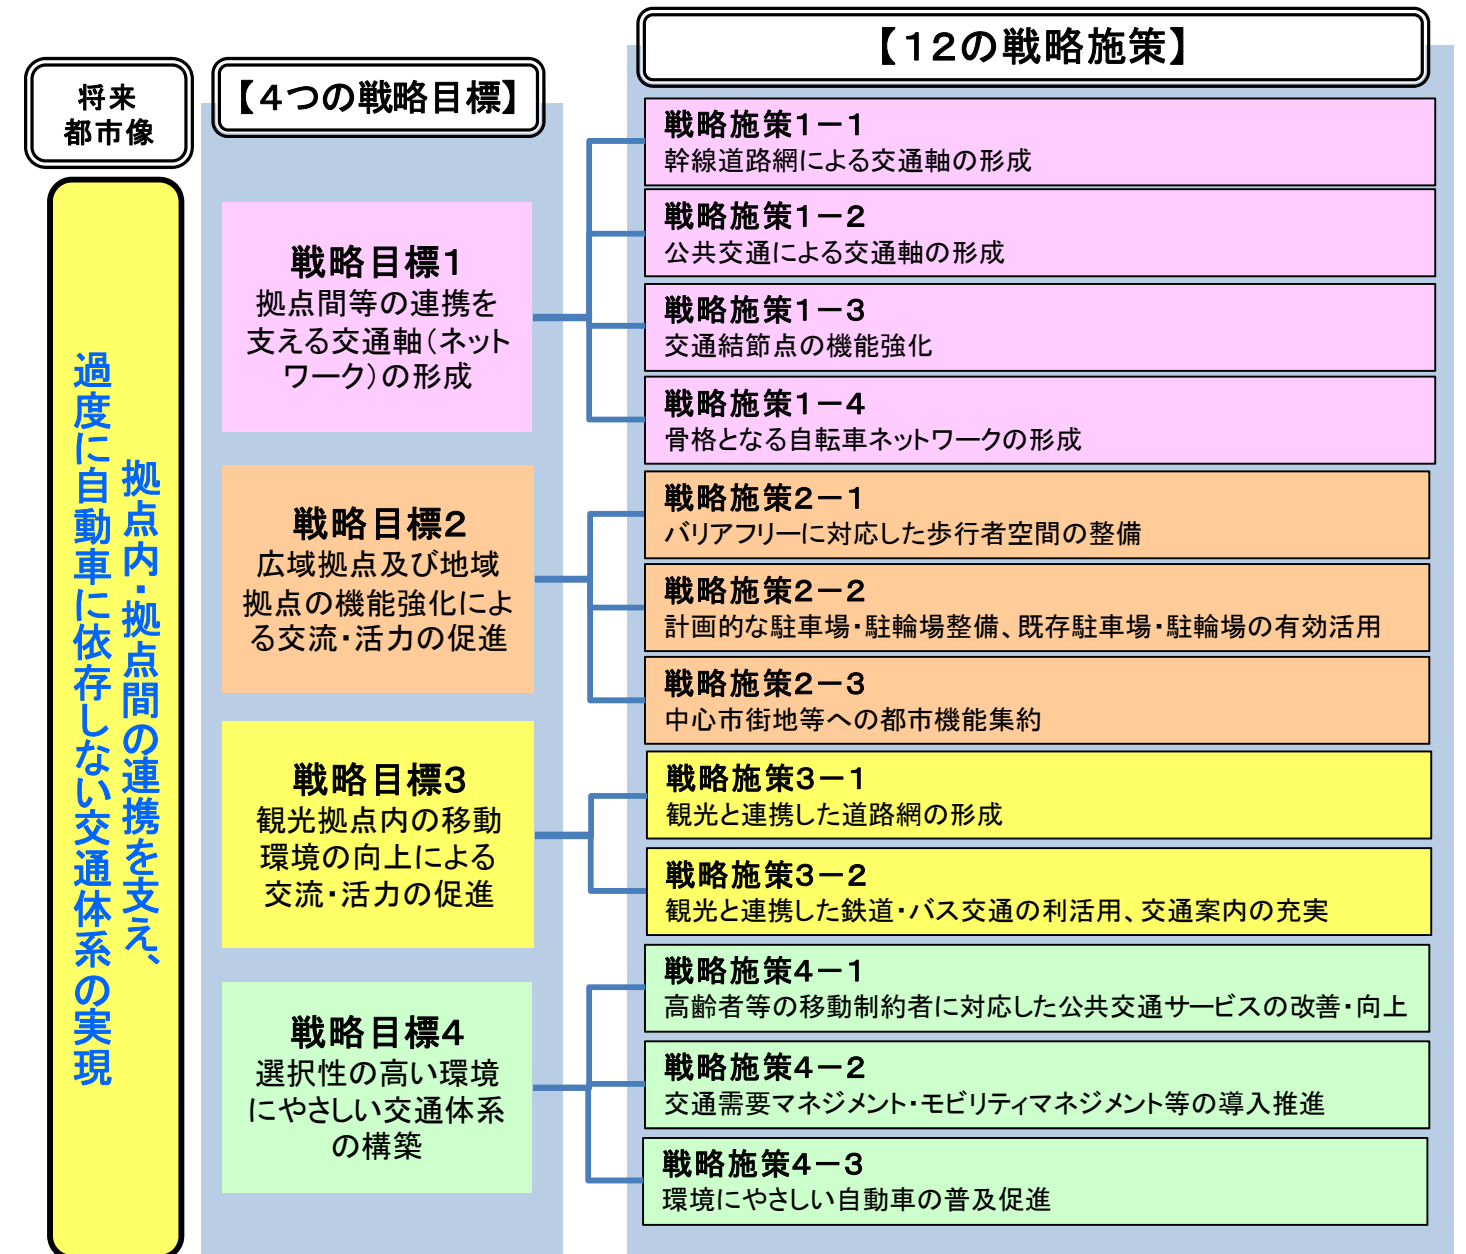 将来
都市像
拠点内・拠点間の連携を支え、
過度に自動車に依存しない交通体系の実現
【4つの戦略目標】
戦略目標1
拠点間等の連携を
支える交通軸(ネット
ワーク)の形成
戦略目標2
広域拠点及び地域
拠点の機能強化によ
る交流・活力の促進
戦略目標3
観光拠点内の移動
環境の向上による
交流・活力の促進
戦略目標4
選択性の高い環境
にやさしい交通体系
の構築
【12の戦略施策】
戦略施策1-1
幹線道路網による交通軸の形成
戦略施策1-2
公共交通による交通軸の形成
戦略施策1-3
交通結節点の機能強化
戦略施策1-4
骨格となる自転車ネットワークの形成
戦略施策2-1
バリアフリーに対応した歩行者空間の整備
戦略施策2-2
計画的な駐車場・駐輪場整備、既存駐車場・駐輪場の有効活用
戦略施策2-3
中心市街地等への都市機能集約
戦略施策3-1
観光と連携した道路網の形成
戦略施策3-2
観光と連携した鉄道・バス交通の利活用、交通案内の充実
戦略施策4-1
高齢者等の移動制約者に対応した公共交通サービスの改善・向上
戦略施策4-2
交通需要マネジメント・モビリティマネジメント等の導入推進
戦略施策4-3
環境にやさしい自動車の普及促進